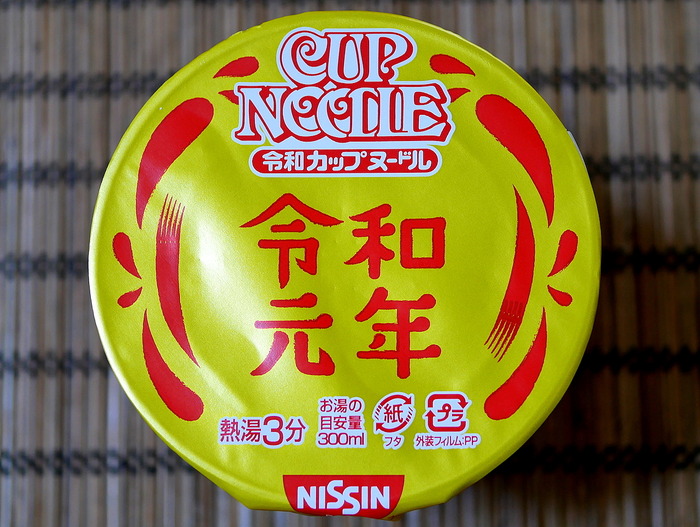 CUP
NOODLE
令和カップヌードル
令和
元年
熱湯3分
お湯の
目安量
300ml
紙
フタ
プラ
外装フィルム:PP
NISSIN